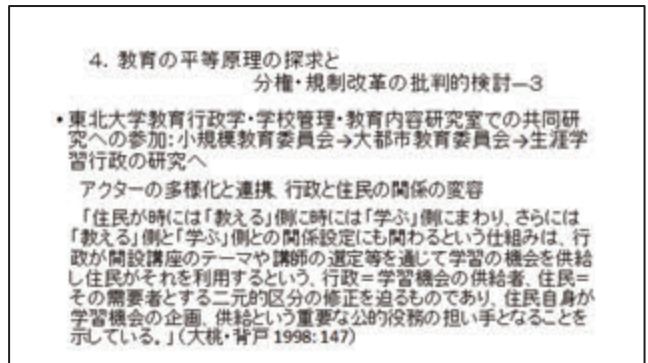 4. 教育の平等原理の探求と
分権・規制改革の批判的検討―3
・東北大学教育行政学・学校管理・教育内容研究室での共同研
究への参加:小規模教育委員会→大都市教育委員会→生涯学
習行政の研究へ
アクターの多様化と連携、行政と住民の関係の変容
「住民が時には「教える」側に時には「学ぶ」側にまわり、さらには
「教える」側と「学ぶ」側との関係設定にも関わるという仕組みは、行
政が開設講座のテーマや講師の選定等を通じて学習の機会を供給
し住民がそれを利用するという、行政=学習機会の供給者、住民=
その需要者とする二元的区分の修正を迫るものであり、住民自身が
学習機会の企画、供給という重要な公的役務の担い手となることを
示している。」(大桃・背戸 1998:147)